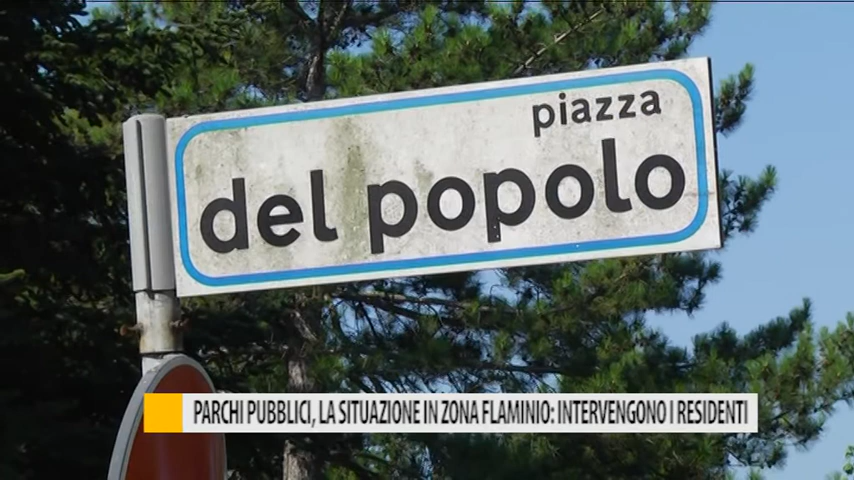 piazza
del popolo
PARCHI PUBBLICI, LA SITUAZIONE IN ZONA FLAMINIO: INTERVENGONO I RESIDENTI